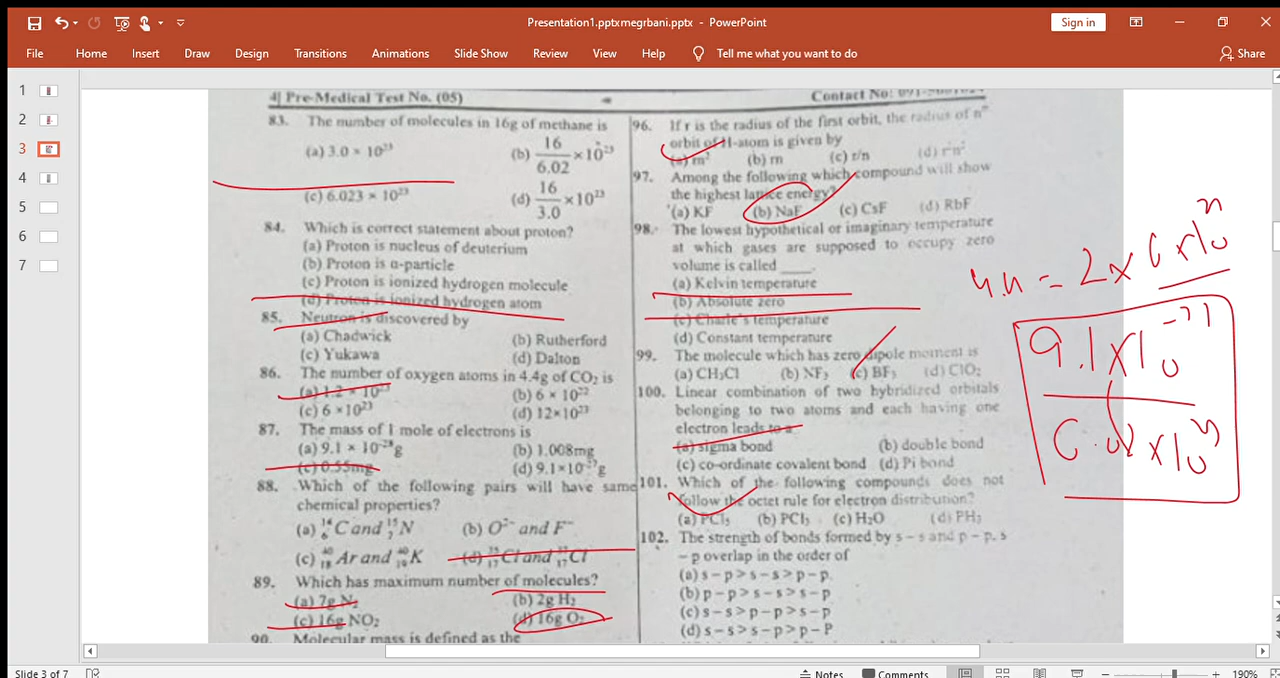 Presentation1.pptxmegrbani.pptx - PowerPoint
Sign in
File Home Insert Draw Design Transitions Animations Slide Show Review View Help Tell me what you want to do Share
1
2
3
4
5
6
7
4| Pre-Medical Test No. (05)
83. The number of molecules in 16g of methane is
(a) 3.0 × 10²³ (b) 16/6.02 × 10²³
(c) 6.023 × 10²³ (d) 16/3.0 × 10²³
84. Which is correct statement about proton?
(a) Proton is nucleus of deuterium
(b) Proton is α-particle
(c) Proton is ionized hydrogen molecule
(d) Proton is ionized hydrogen atom
85. Neutron is discovered by
(a) Chadwick (b) Rutherford
(c) Yukawa (d) Dalton
86. The number of oxygen atoms in 4.4g of CO₂ is
(a) 1.2 × 10²³ (b) 6 × 10²²
(c) 6 × 10²³ (d) 12×10²³
87. The mass of 1 mole of electrons is
(a) 9.1 × 10⁻²⁸g (b) 1.008mg
(c) 0.55mg (d) 9.1×10⁻²⁷g
88. Which of the following pairs will have same
chemical properties?
(a) ¹⁴₆C and ¹⁵₇N (b) O²⁻ and F⁻
(c) ⁴⁰₁₈Ar and ⁴⁰₁₉K (d) ³⁵₁₇Cl and ³⁷₁₇Cl
89. Which has maximum number of molecules?
(a) 7g N₂ (b) 2g H₂
(c) 16g NO₂ (d) 16g O₂
90. Molecular mass is defined as the
Contact No:
96. If r is the radius of the first orbit, the radius of nᵗʰ
orbit of H-atom is given by
(a) rn² (b) rn (c) r/n (d) r²n²
97. Among the following which compound will show
the highest lattice energy?
(a) KF (b) NaF (c) CsF (d) RbF
98. The lowest hypothetical or imaginary temperature
at which gases are supposed to occupy zero
volume is called ____.
(a) Kelvin temperature
(b) Absolute zero
(c) Charle's temperature
(d) Constant temperature
99. The molecule which has zero dipole moment is
(a) CH₃Cl (b) NF₃ (c) BF₃ (d) ClO₂
100. Linear combination of two hybridized orbitals
belonging to two atoms and each having one
electron leads to a
(a) sigma bond (b) double bond
(c) co-ordinate covalent bond (d) Pi bond
101. Which of the following compounds does not
follow the octet rule for electron distribution?
(a) PCl₅ (b) PCl₃ (c) H₂O (d) PH₃
102. The strength of bonds formed by s – s and p – p, s
– p overlap in the order of
(a) s – p > s – s > p – p.
(b) p – p > s – s > s – p
(c) s – s > p – p > s – p
(d) s – s > s – p > p – P
= 2 × 6 × 10
9.1 × 10
6.02 × 10
Slide 3 of 7 Notes Comments 190%